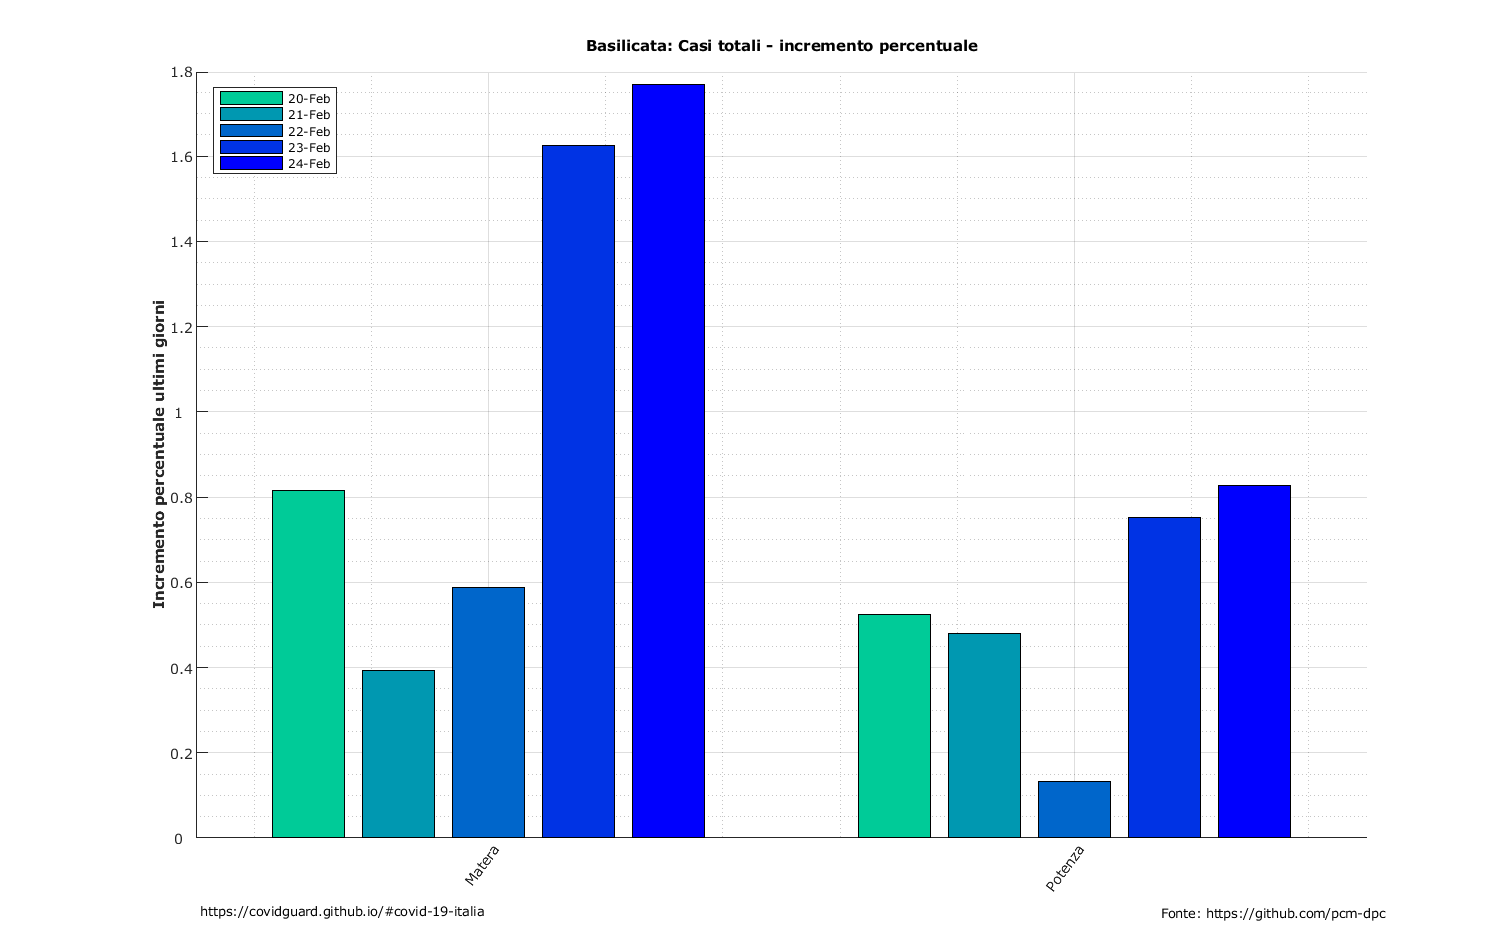 Basilicata: Casi totali - incremento percentuale
1.8
1.6
1.4
1.2
1
0.8
0.6
0.4
0.2
0
Incremento percentuale ultimi giorni
20-Feb
21-Feb
22-Feb
23-Feb
24-Feb
Matera
Potenza
https://covidguard.github.io/#covid-19-italia
Fonte: https://github.com/pcm-dpc